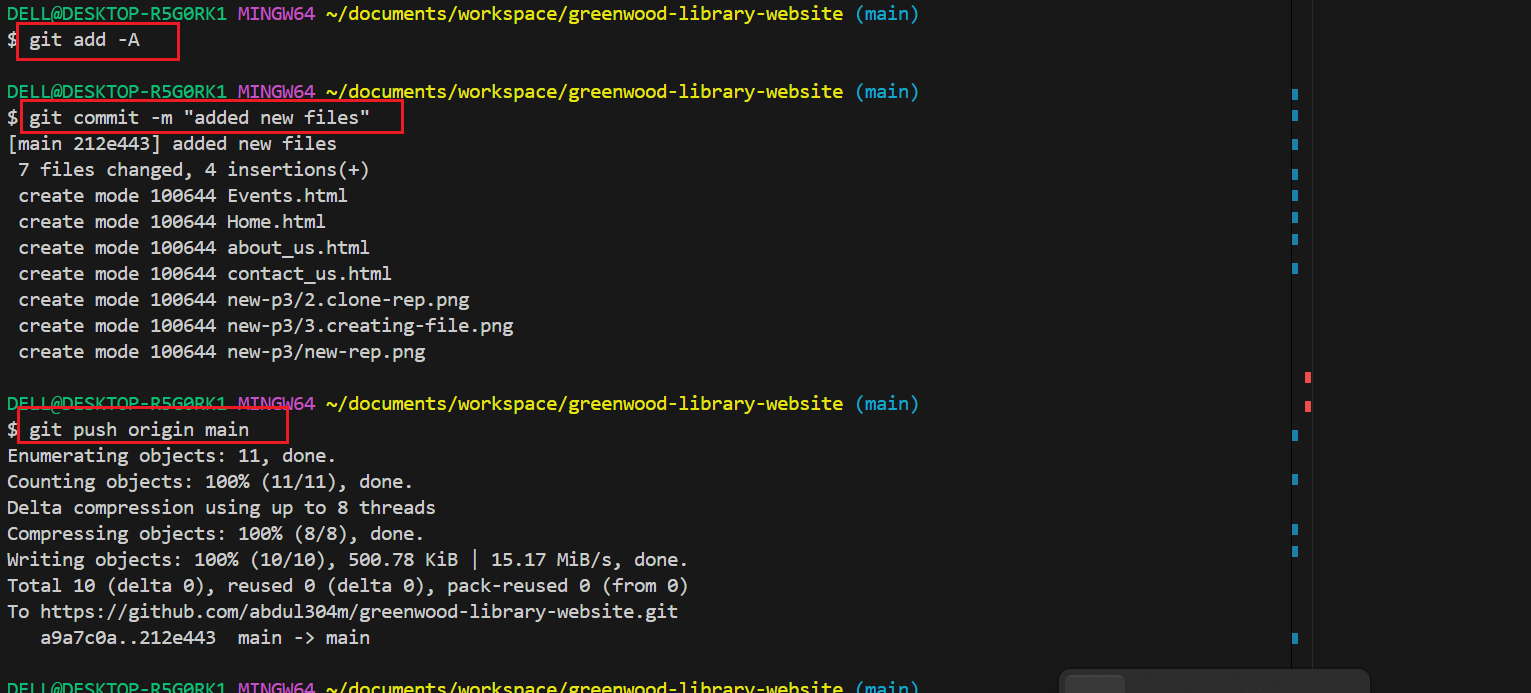 DELL@DESKTOP-R5G0RK1 MINGW64 ~/documents/workspace/greenwood-library-website (main)
$ git add -A
DELL@DESKTOP-R5G0RK1 MINGW64 ~/documents/workspace/greenwood-library-website (main)
$ git commit -m "added new files"
[main 212e443] added new files
 7 files changed, 4 insertions(+)
 create mode 100644 Events.html
 create mode 100644 Home.html
 create mode 100644 about_us.html
 create mode 100644 contact_us.html
 create mode 100644 new-p3/2.clone-rep.png
 create mode 100644 new-p3/3.creating-file.png
 create mode 100644 new-p3/new-rep.png
DELL@DESKTOP-R5G0RK1 MINGW64 ~/documents/workspace/greenwood-library-website (main)
$ git push origin main
Enumerating objects: 11, done.
Counting objects: 100% (11/11), done.
Delta compression using up to 8 threads
Compressing objects: 100% (8/8), done.
Writing objects: 100% (10/10), 500.78 KiB | 15.17 MiB/s, done.
Total 10 (delta 0), reused 0 (delta 0), pack-reused 0 (from 0)
To https://github.com/abdul304m/greenwood-library-website.git
   a9a7c0a..212e443  main -> main
DELL@DESKTOP-R5G0RK1 MINGW64 ~/documents/workspace/greenwood-library-website (main)